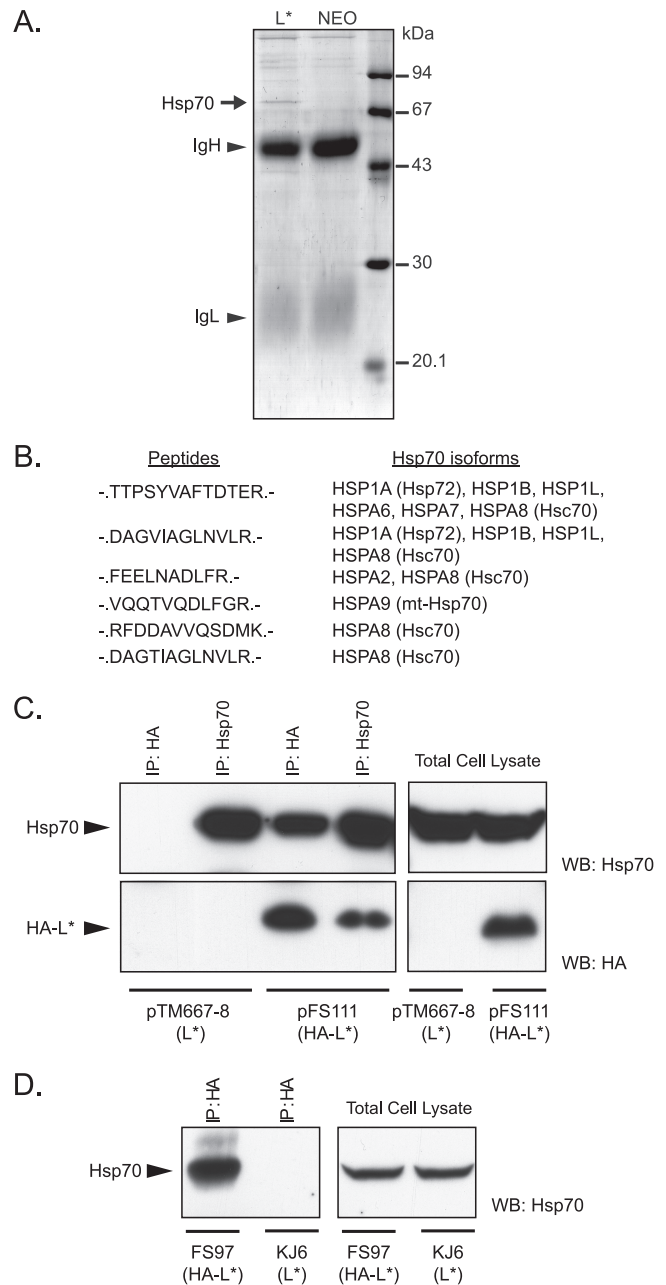 A.
L* NEO
kDa
94
Hsp70
67
IgH
43
30
IgL
20.1
B.
Peptides Hsp70 isoforms
-.TTPSYVAFTDTER.- HSP1A (Hsp72), HSP1B, HSP1L,
HSPA6, HSPA7, HSPA8 (Hsc70)
-.DAGVIAGLNVLR.- HSP1A (Hsp72), HSP1B, HSP1L,
HSPA8 (Hsc70)
-.FEELNADLFR.- HSPA2, HSPA8 (Hsc70)
-.VQQTVQDLFGR.- HSPA9 (mt-Hsp70)
-.RFDDAVVQSDMK.- HSPA8 (Hsc70)
-.DAGTIAGLNVLR.- HSPA8 (Hsc70)
C.
IP: HA
IP: Hsp70
IP: HA
IP: Hsp70
Total Cell Lysate
Hsp70
WB: Hsp70
HA-L*
WB: HA
pTM667-8 pFS111 pTM667-8 pFS111
(L*) (HA-L*) (L*) (HA-L*)
D.
IP:HA
IP:HA
Total Cell Lysate
Hsp70
WB: Hsp70
FS97 KJ6 FS97 KJ6
(HA-L*) (L*) (HA-L*) (L*)